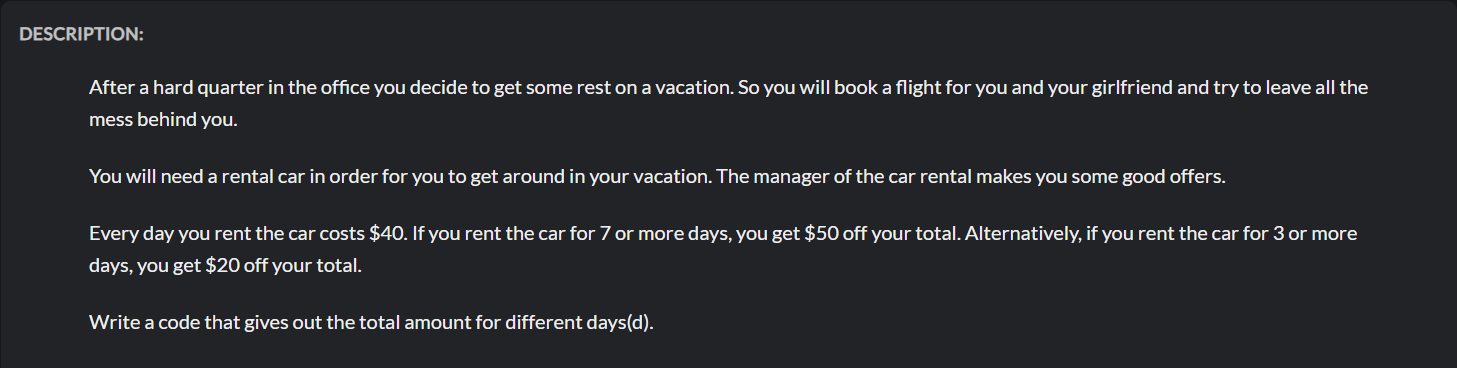 DESCRIPTION:
After a hard quarter in the office you decide to get some rest on a vacation. So you will book a flight for you and your girlfriend and try to leave all the
mess behind you.
You will need a rental car in order for you to get around in your vacation. The manager of the car rental makes you some good offers.
Every day you rent the car costs $40. If you rent the car for 7 or more days, you get $50 off your total. Alternatively, if you rent the car for 3 or more
days, you get $20 off your total.
Write a code that gives out the total amount for different days(d).